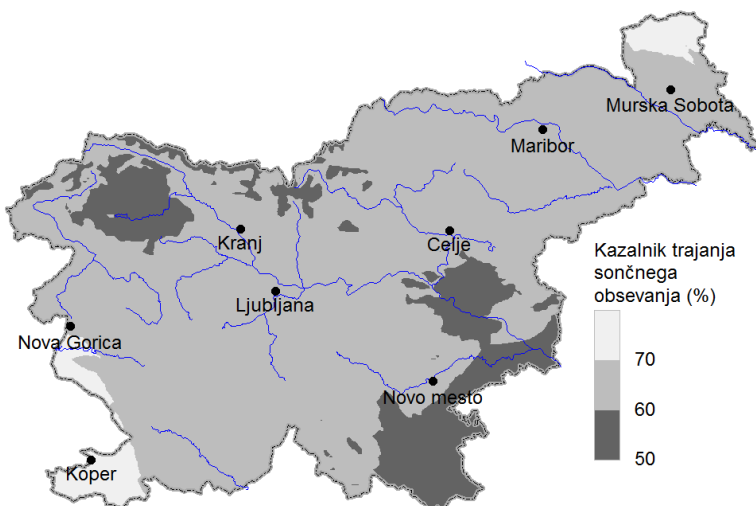 Murska Sobota
Maribor
Kranj
Celje
Ljubljana
Nova Gorica
Novo mesto
Koper
Kazalnik trajanja
sončnega
obsevanja (%)
70
60
50